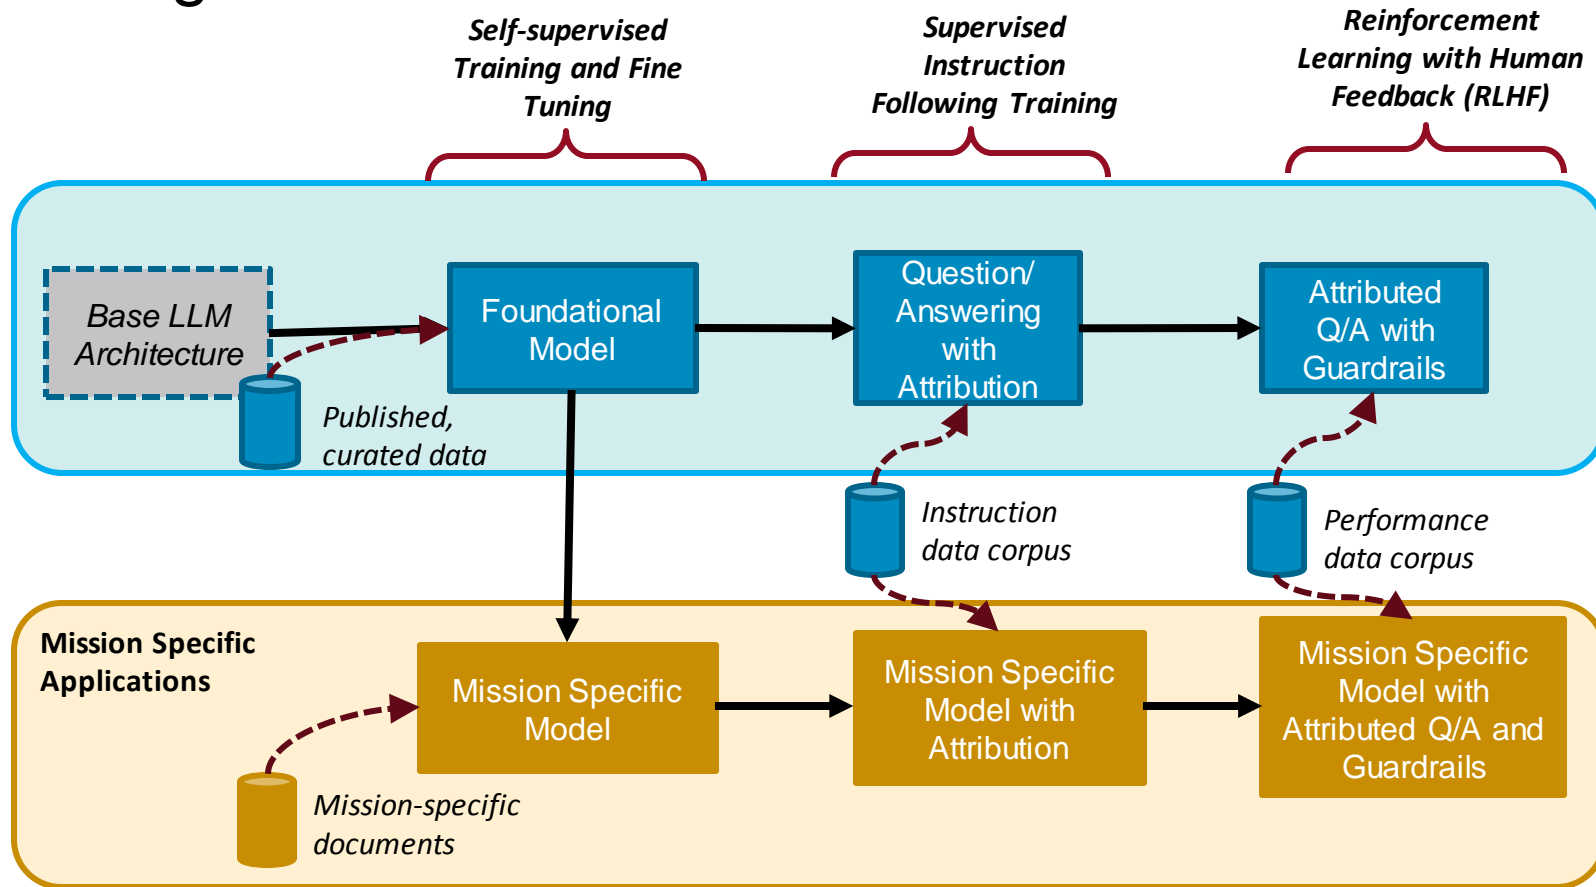 Self-supervised
Training and Fine
Tuning
Supervised
Instruction
Following Training
Reinforcement
Learning with Human
Feedback (RLHF)
Base LLM
Architecture
Foundational
Model
Question/
Answering
with
Attribution
Attributed
Q/A with
Guardrails
Published,
curated data
Instruction
data corpus
Performance
data corpus
Mission Specific
Applications
Mission Specific
Model
Mission Specific
Model with
Attribution
Mission Specific
Model with
Attributed Q/A and
Guardrails
Mission-specific
documents